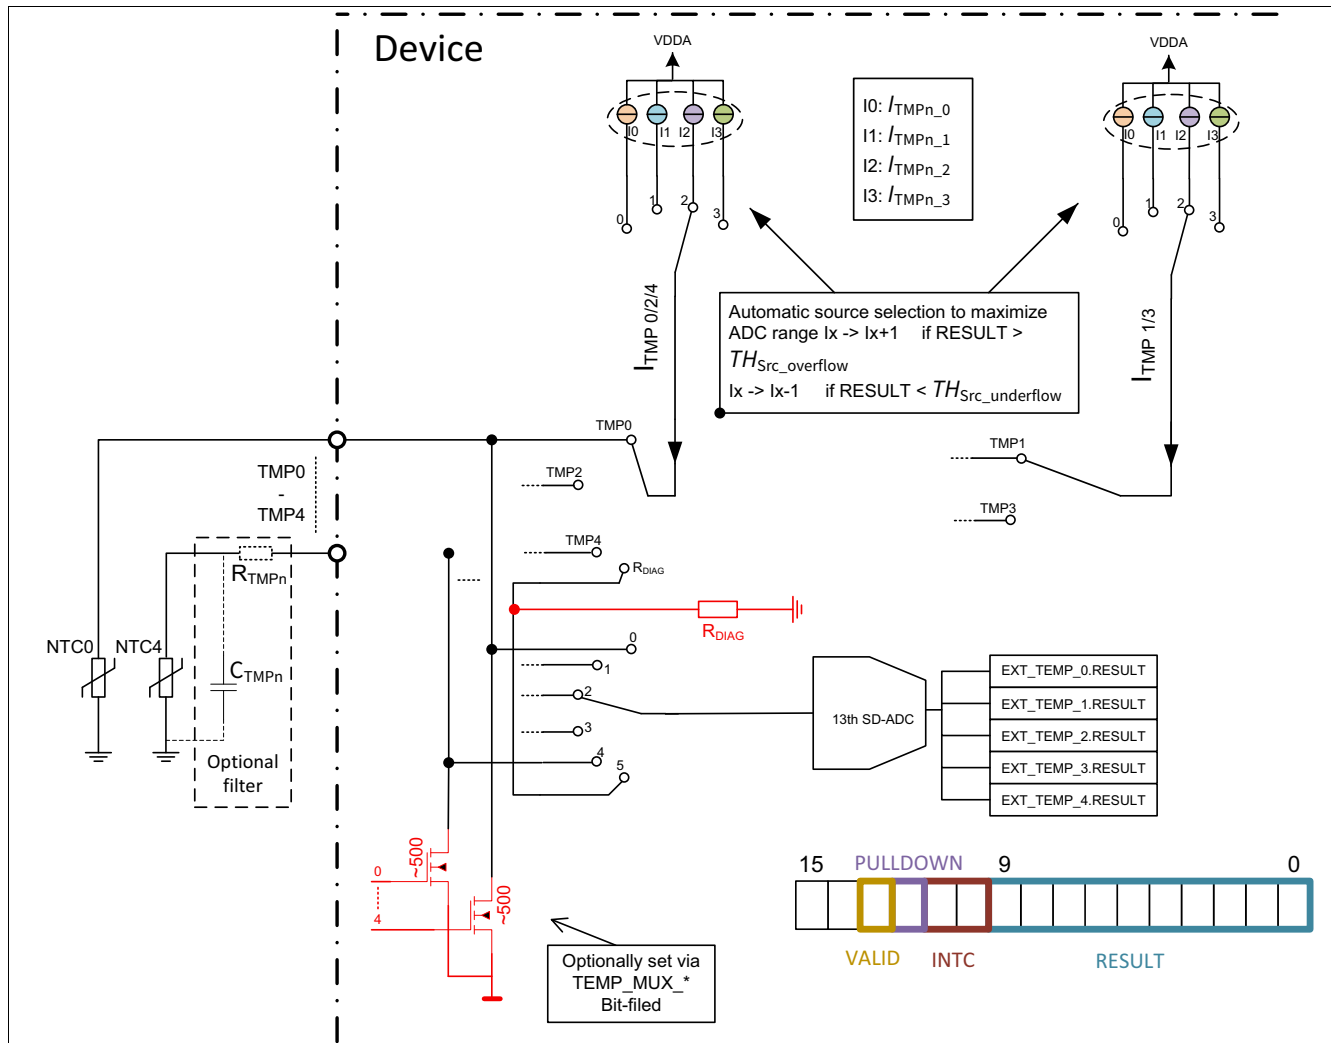 Device
VDDA
I0 I1 I2 I3
0 1 2 3
I0: ITMPn_0
I1: ITMPn_1
I2: ITMPn_2
I3: ITMPn_3
VDDA
I0 I1 I2 I3
0 1 2 3
ITMP 0/2/4
Automatic source selection to maximize
ADC range Ix -> Ix+1 if RESULT >
THSrc_overflow
Ix -> Ix-1 if RESULT < THSrc_underflow
ITMP 1/3
TMP0
TMP2
TMP4
RDIAG
TMP1
TMP3
TMP0
-
TMP4
RTMPn
NTC0
NTC4
CTMPn
Optional
filter
RDIAG
0
1
2
3
4
5
13th SD-ADC
EXT_TEMP_0.RESULT
EXT_TEMP_1.RESULT
EXT_TEMP_2.RESULT
EXT_TEMP_3.RESULT
EXT_TEMP_4.RESULT
~500
~500
0
4
Optionally set via
TEMP_MUX_*
Bit-filed
15 PULLDOWN 9 0
VALID INTC RESULT